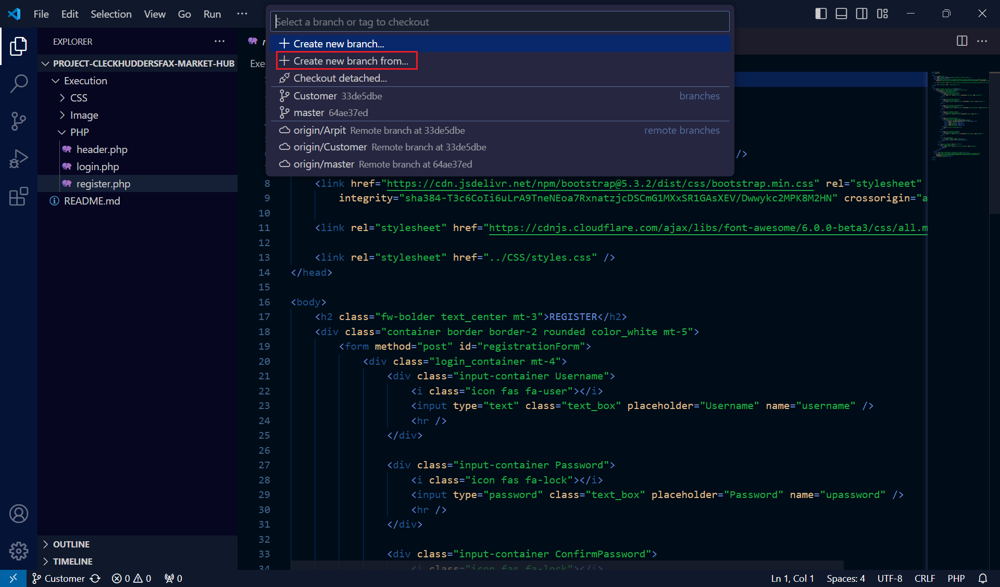 File Edit Selection View Go Run ···
Select a branch or tag to checkout
EXPLORER ···
Create new branch...
Create new branch from...
Checkout detached...
Customer 33de5dbe branches
master 64ae37ed
origin/Arpit Remote branch at 33de5dbe remote branches
origin/Customer Remote branch at 33de5dbe
origin/master Remote branch at 64ae37ed
PROJECT-CLECKHUDDERSFAX-MARKET-HUB
Execution
CSS
Image
PHP
header.php
login.php
register.php
README.md
OUTLINE
TIMELINE
Exe
/>
8 <link href="https://cdn.jsdelivr.net/npm/bootstrap@5.3.2/dist/css/bootstrap.min.css" rel="stylesheet"
9 integrity="sha384-T3c6CoIi6uLrA9TneNEoa7RxnatzjcDSCmG1MXxSR1GAsXEV/Dwwykc2MPK8M2HN" crossorigin="a
10
11 <link rel="stylesheet" href="https://cdnjs.cloudflare.com/ajax/libs/font-awesome/6.0.0-beta3/css/all.m
12
13 <link rel="stylesheet" href="../CSS/styles.css" />
14 </head>
15
16 <body>
17 <h2 class="fw-bolder text_center mt-3">REGISTER</h2>
18 <div class="container border border-2 rounded color_white mt-5">
19 <form method="post" id="registrationForm">
20 <div class="login_container mt-4">
21 <div class="input-container Username">
22 <i class="icon fas fa-user"></i>
23 <input type="text" class="text_box" placeholder="Username" name="username" />
24 <hr />
25 </div>
26
27 <div class="input-container Password">
28 <i class="icon fas fa-lock"></i>
29 <input type="password" class="text_box" placeholder="Password" name="upassword" />
30 <hr />
31 </div>
32
33 <div class="input-container ConfirmPassword">
34 <i class="icon fas fa-lock"></i>
Customer 0 0 0 Ln 1, Col 1 Spaces: 4 UTF-8 CRLF PHP